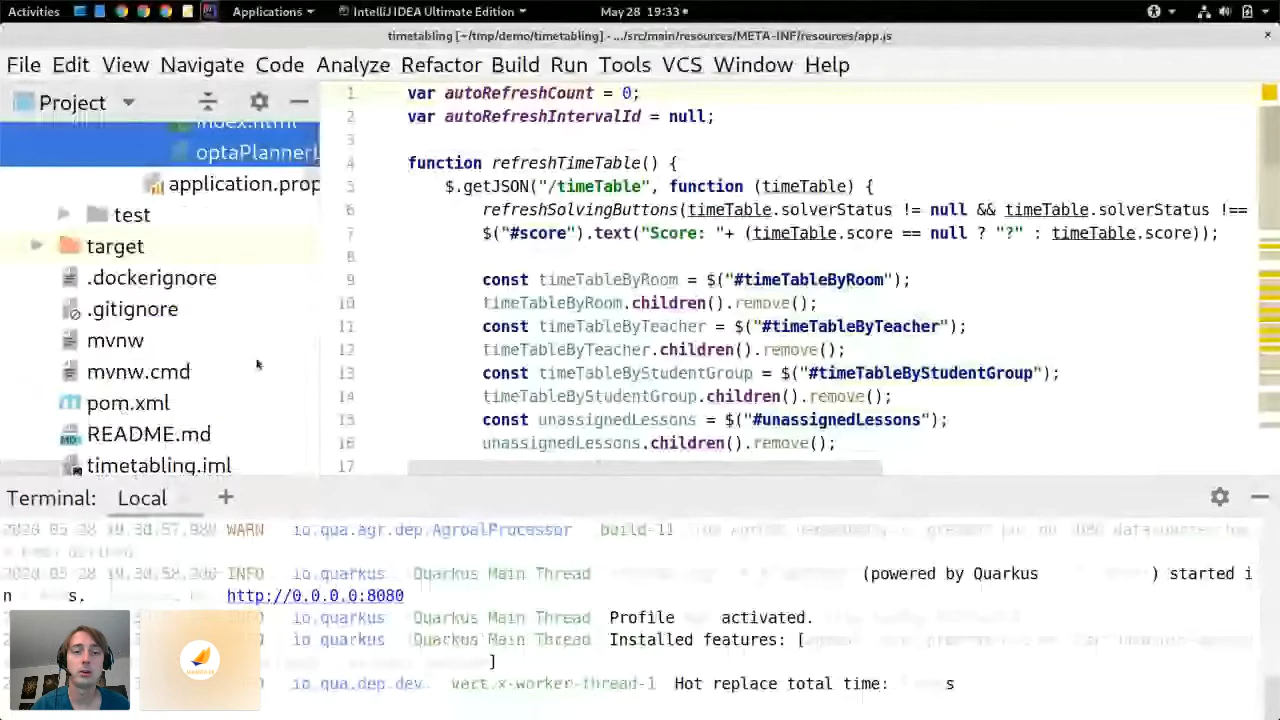 Activities
Applications
IntelliJ IDEA Ultimate Edition
May 28 19:33
timetabling [~/tmp/demo/timetabling] - .../src/main/resources/META-INF/resources/app.js
File Edit View Navigate Code Analyze Refactor Build Run Tools VCS Window Help
Project
index.html
optaPlannerL
application.prop
test
target
.dockerignore
.gitignore
mvnw
mvnw.cmd
pom.xml
README.md
timetabling.iml
1 var autoRefreshCount = 0;
2 var autoRefreshIntervalId = null;
3
4 function refreshTimeTable() {
5 $.getJSON("/timeTable", function (timeTable) {
6 refreshSolvingButtons(timeTable.solverStatus != null && timeTable.solverStatus !==
7 $("#score").text("Score: "+ (timeTable.score == null ? "?" : timeTable.score));
8
9 const timeTableByRoom = $("#timeTableByRoom");
10 timeTableByRoom.children().remove();
11 const timeTableByTeacher = $("#timeTableByTeacher");
12 timeTableByTeacher.children().remove();
13 const timeTableByStudentGroup = $("#timeTableByStudentGroup");
14 timeTableByStudentGroup.children().remove();
15 const unassignedLessons = $("#unassignedLessons");
16 unassignedLessons.children().remove();
17
Terminal: Local +
WARN io.qua.agr.dep.AgroalProcessor build-11
INFO io.quarkus Quarkus Main Thread (powered by Quarkus ) started i
n s. http://0.0.0.0:8080
io.quarkus Quarkus Main Thread Profile activated.
io.quarkus Quarkus Main Thread Installed features: [
]
io.qua.dep.dev. vert.x-worker-thread-1 Hot replace total time: s